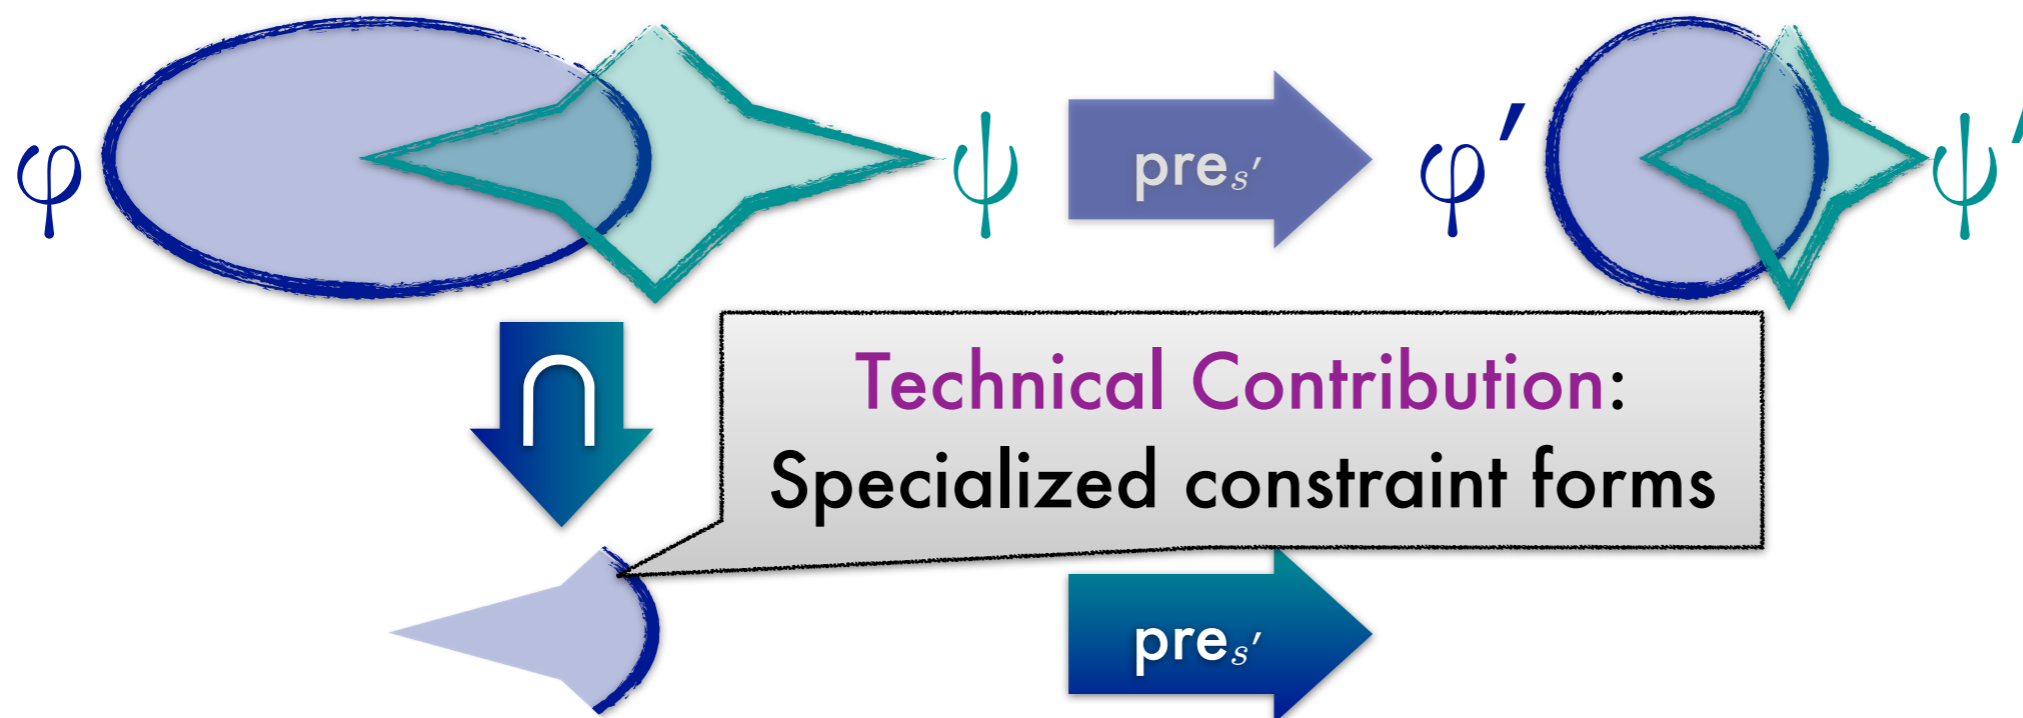 φ
ψ
pre_s′
φ′
ψ′
∩
Technical Contribution:
Specialized constraint forms
pre_s′